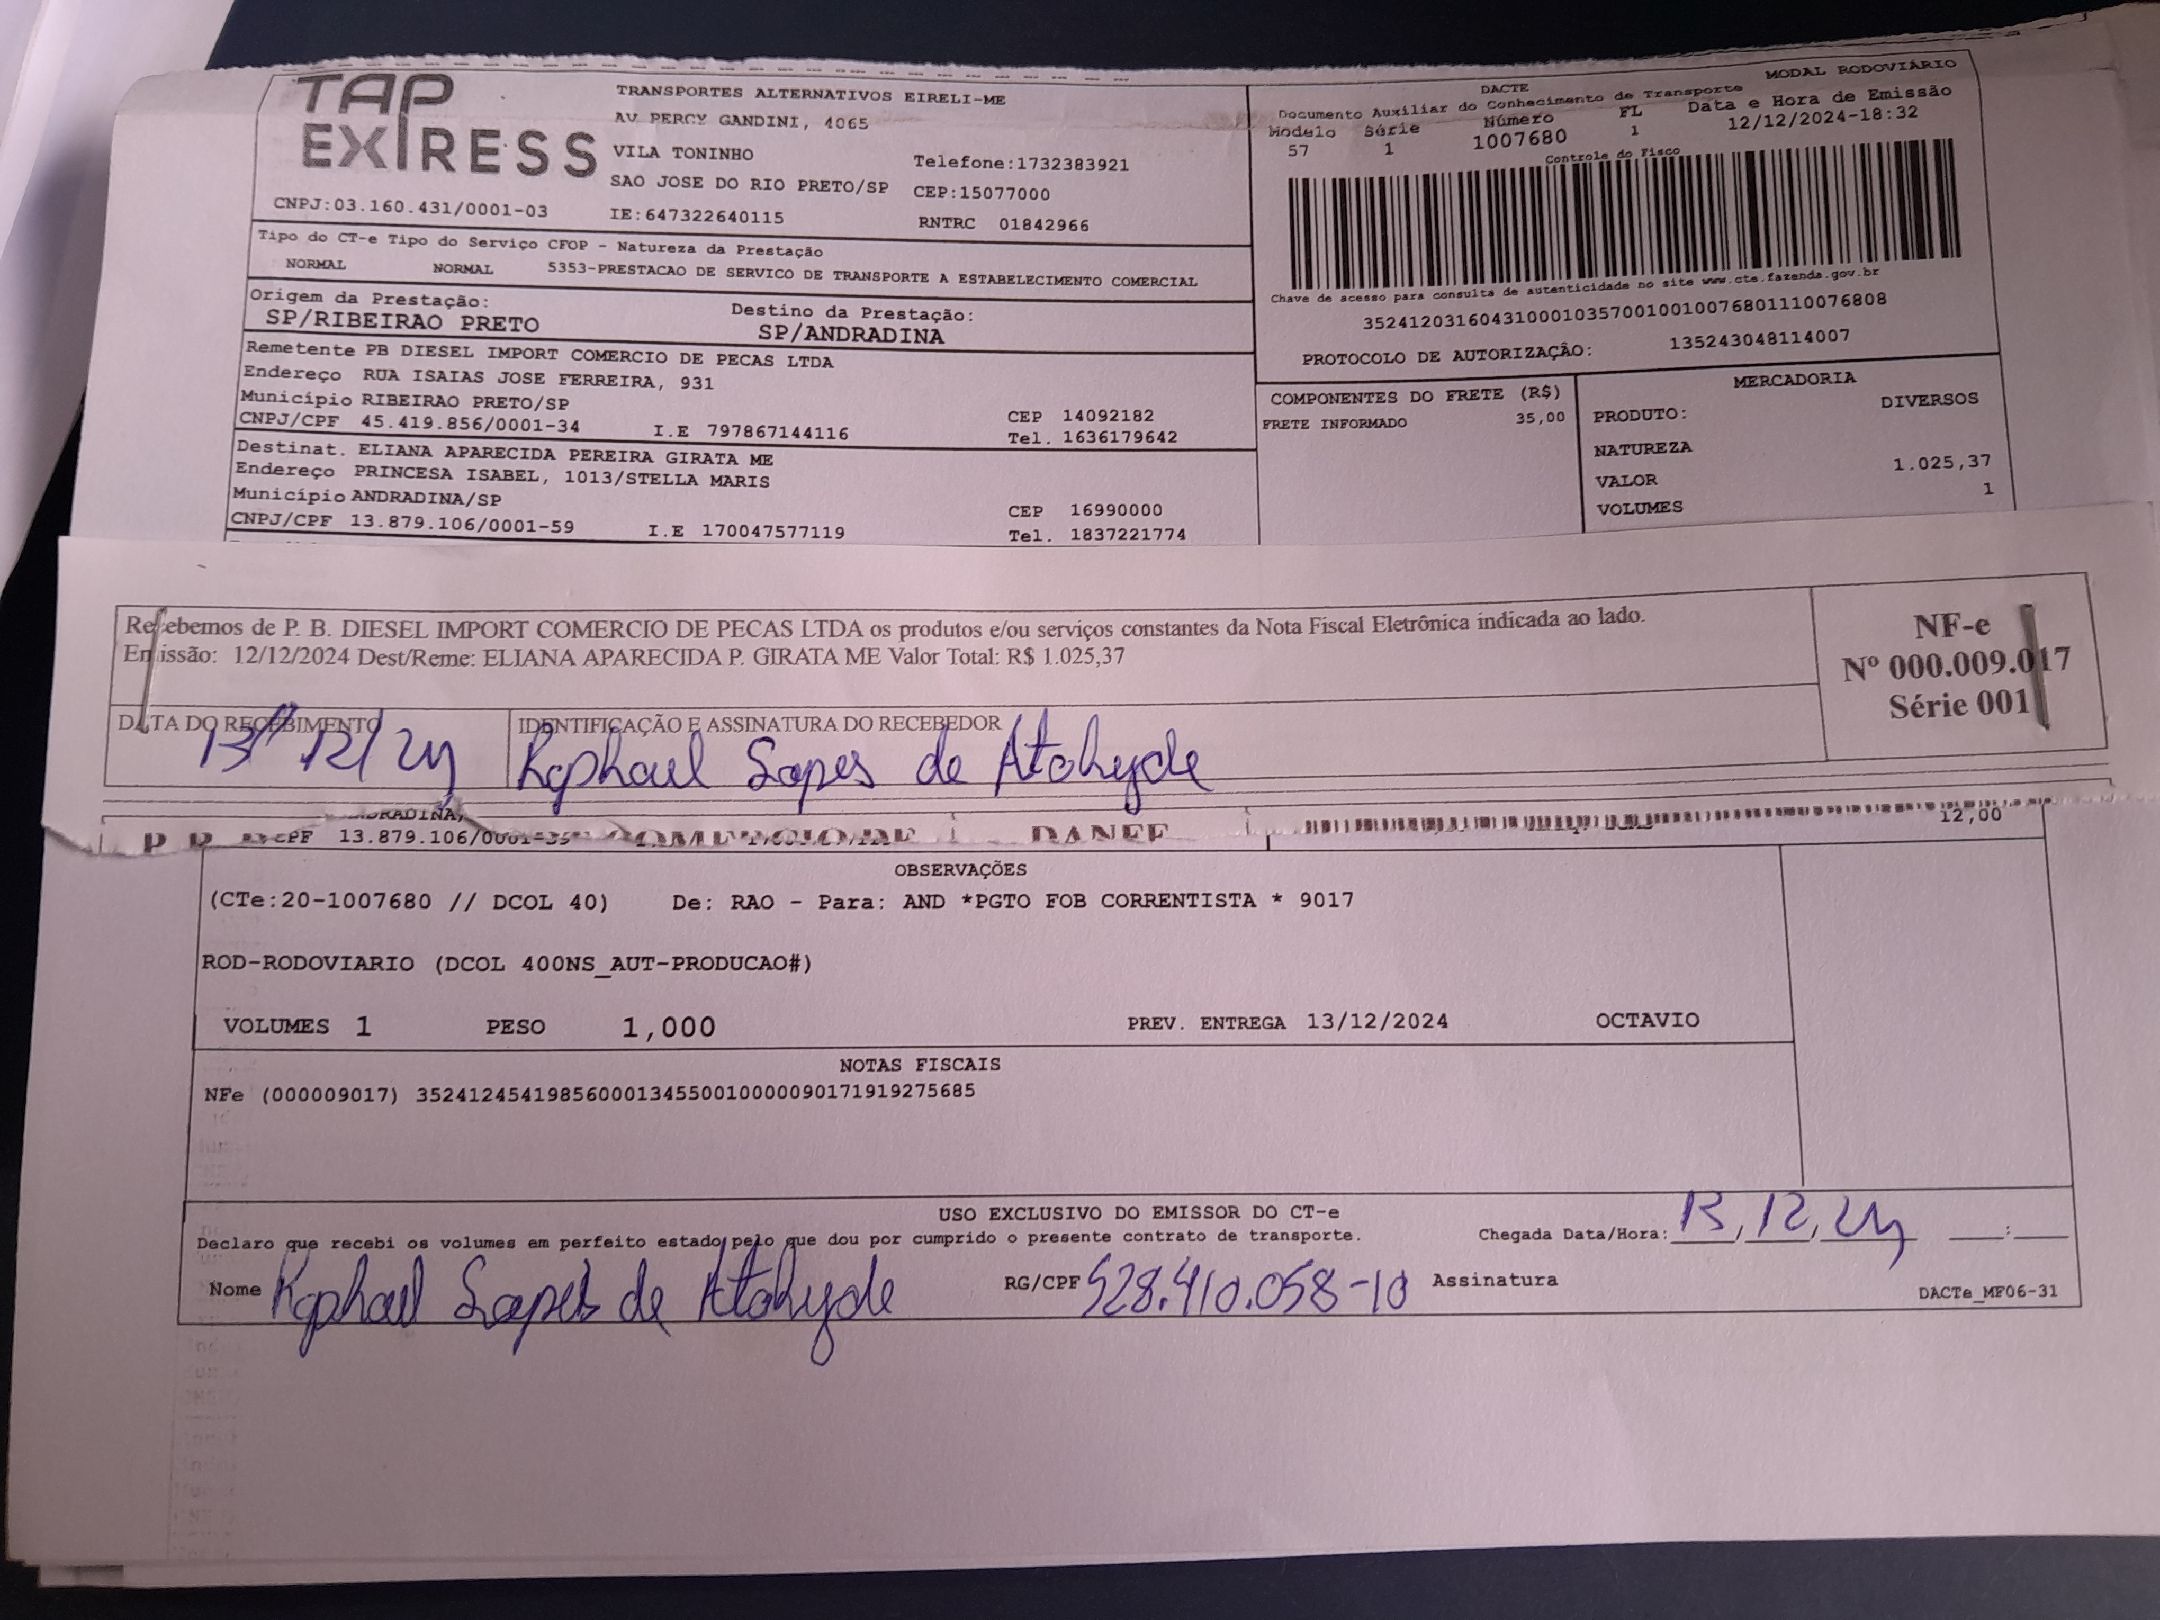 TAP
EXPRESS
TRANSPORTES ALTERNATIVOS EIRELI-ME
AV PERCY GANDINI, 4065
VILA TONINHO
Telefone:1732383921
SAO JOSE DO RIO PRETO/SP CEP:15077000
CNPJ:03.160.431/0001-03 IE:647322640115 RNTRC 01842966
DACTE
MODAL RODOVIÁRIO
Documento Auxiliar do Conhecimento de Transporte
Modelo Série Número FL Data e Hora de Emissão
57 1 1007680 1 12/12/2024-18:32
Controle do Fisco
Chave de acesso para consulta de autenticidade no site www.cte.fazenda.gov.br
35241203160431000103570010010076801110076808
PROTOCOLO DE AUTORIZAÇÃO: 135243048114007
Tipo do CT-e Tipo do Serviço CFOP - Natureza da Prestação
NORMAL NORMAL 5353-PRESTACAO DE SERVICO DE TRANSPORTE A ESTABELECIMENTO COMERCIAL
Origem da Prestação: Destino da Prestação:
SP/RIBEIRAO PRETO SP/ANDRADINA
Remetente PB DIESEL IMPORT COMERCIO DE PECAS LTDA
Endereço RUA ISAIAS JOSE FERREIRA, 931
Município RIBEIRAO PRETO/SP CEP 14092182
CNPJ/CPF 45.419.856/0001-34 I.E 797867144116 Tel. 1636179642
Destinat. ELIANA APARECIDA PEREIRA GIRATA ME
Endereço PRINCESA ISABEL, 1013/STELLA MARIS
Município ANDRADINA/SP CEP 16990000
CNPJ/CPF 13.879.106/0001-59 I.E 170047577119 Tel. 1837221774
COMPONENTES DO FRETE (R$)
FRETE INFORMADO 35,00
MERCADORIA
PRODUTO: DIVERSOS
NATUREZA
VALOR 1.025,37
VOLUMES 1
Recebemos de P. B. DIESEL IMPORT COMERCIO DE PECAS LTDA os produtos e/ou serviços constantes da Nota Fiscal Eletrônica indicada ao lado.
Emissão: 12/12/2024 Dest/Reme: ELIANA APARECIDA P. GIRATA ME Valor Total: R$ 1.025,37
NF-e
Nº 000.009.017
Série 001
DATA DO RECEBIMENTO IDENTIFICAÇÃO E ASSINATURA DO RECEBEDOR
13/12/24 Raphael Lopes de Atahyde
12,00
CPF 13.879.106/0001-59
DANFE
OBSERVAÇÕES
(CTe:20-1007680 // DCOL 40) De: RAO - Para: AND *PGTO FOB CORRENTISTA * 9017
ROD-RODOVIARIO (DCOL 400NS_AUT-PRODUCAO#)
VOLUMES 1 PESO 1,000 PREV. ENTREGA 13/12/2024 OCTAVIO
NOTAS FISCAIS
NFe (000009017) 35241245419856000134550010000090171919275685
USO EXCLUSIVO DO EMISSOR DO CT-e
Declaro que recebi os volumes em perfeito estado pelo que dou por cumprido o presente contrato de transporte. Chegada Data/Hora: 13, 12, 24 :
Nome Raphael Lopes de Atahyde RG/CPF 528.410.058-10 Assinatura
DACTe_MF06-31